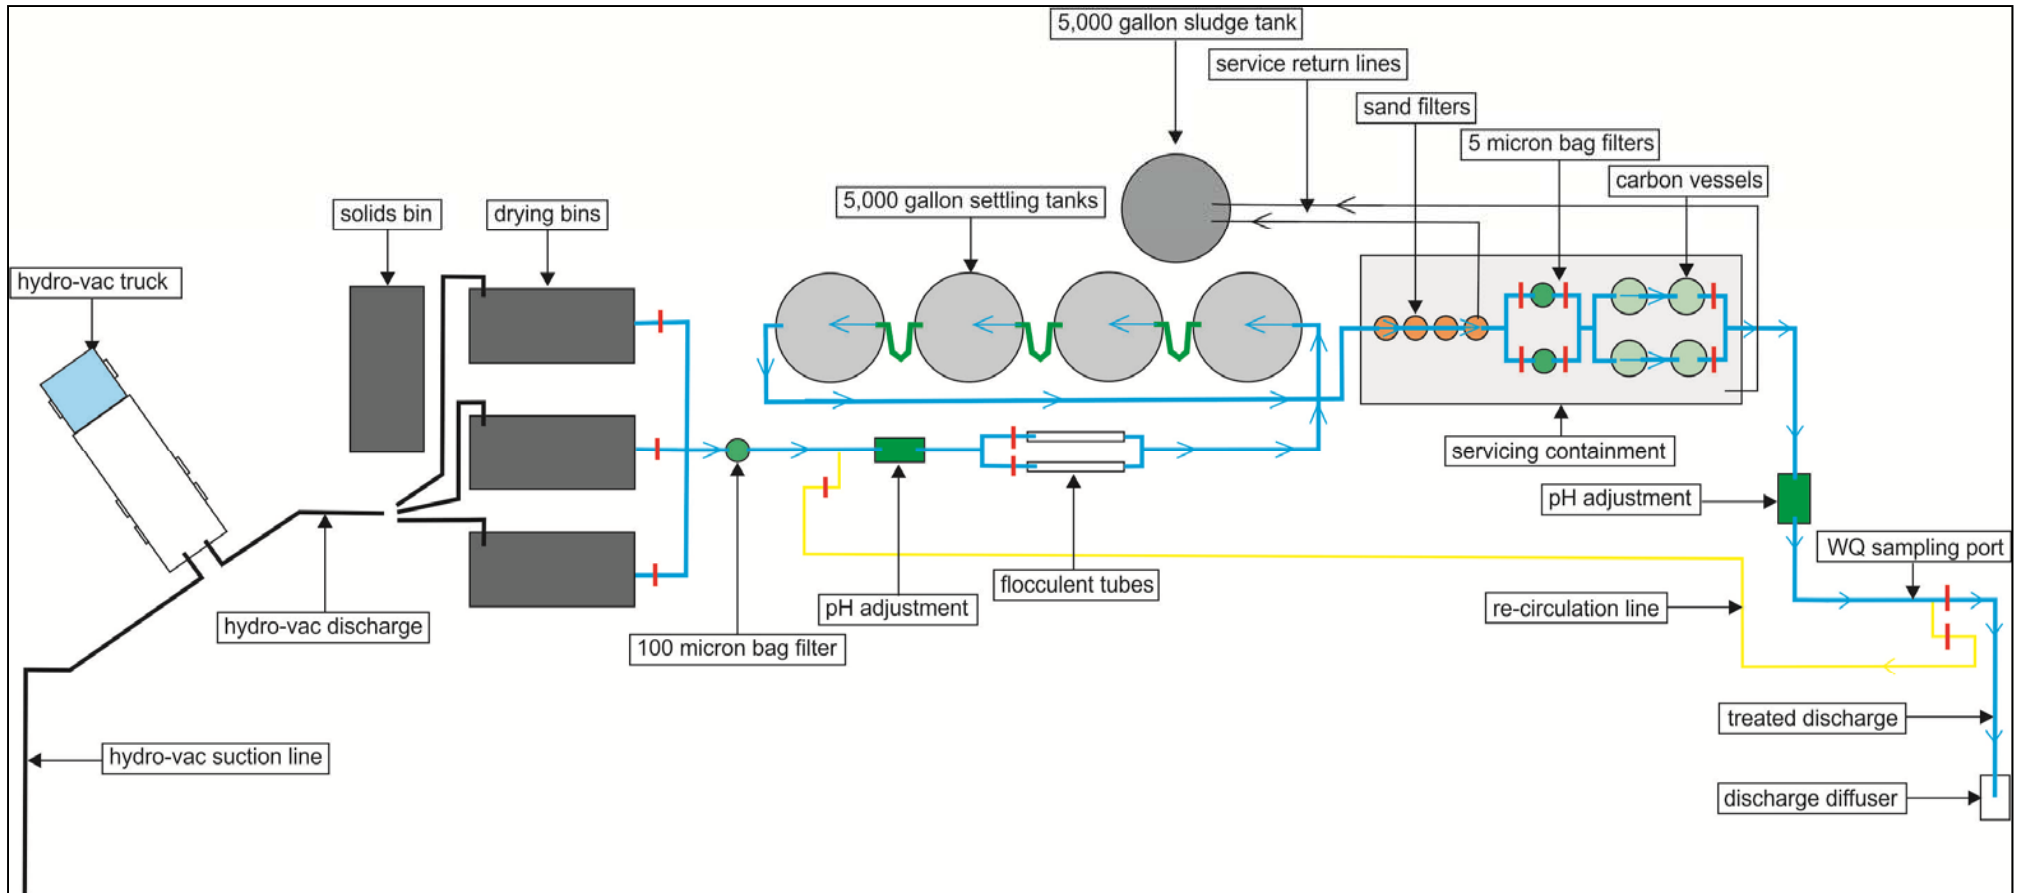 5,000 gallon sludge tank
service return lines
sand filters
5 micron bag filters
carbon vessels
5,000 gallon settling tanks
solids bin
drying bins
hydro-vac truck
servicing containment
pH adjustment
WQ sampling port
flocculent tubes
pH adjustment
re-circulation line
hydro-vac discharge
100 micron bag filter
treated discharge
hydro-vac suction line
discharge diffuser